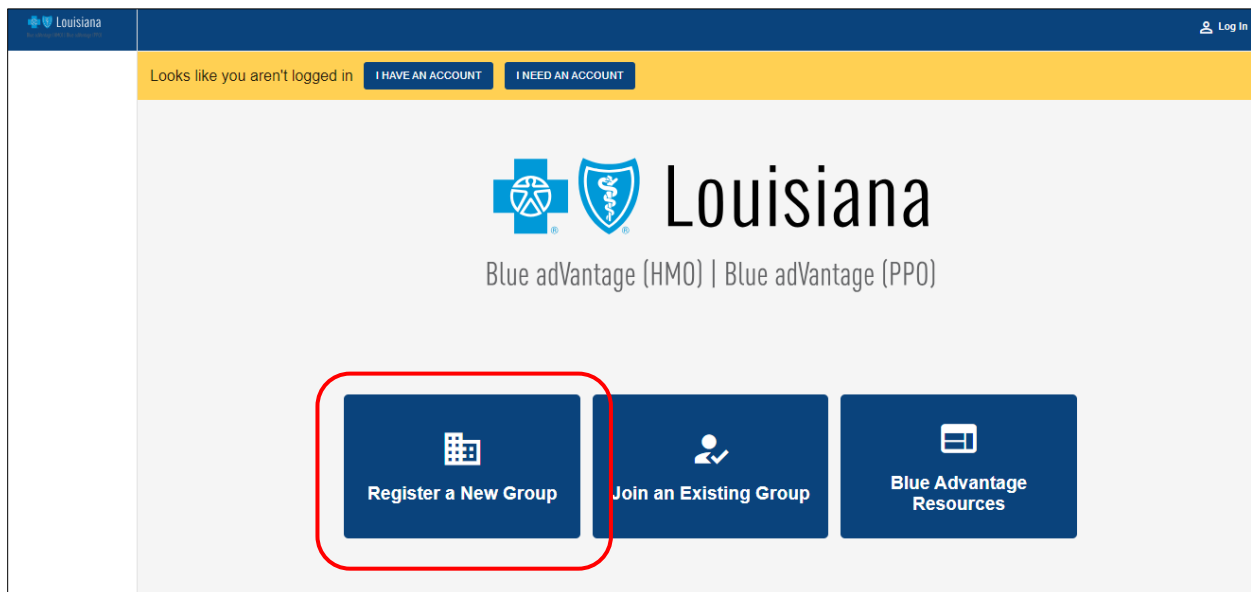 Louisiana
Log In
Looks like you aren't logged in
I HAVE AN ACCOUNT
I NEED AN ACCOUNT
Louisiana
Blue adVantage (HMO) | Blue adVantage (PPO)
Register a New Group
Join an Existing Group
Blue Advantage
Resources